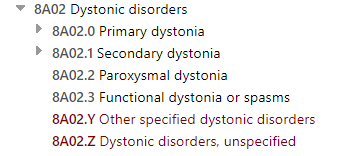 8A02 Dystonic disorders
8A02.0 Primary dystonia
8A02.1 Secondary dystonia
8A02.2 Paroxysmal dystonia
8A02.3 Functional dystonia or spasms
8A02.Y Other specified dystonic disorders
8A02.Z Dystonic disorders, unspecified